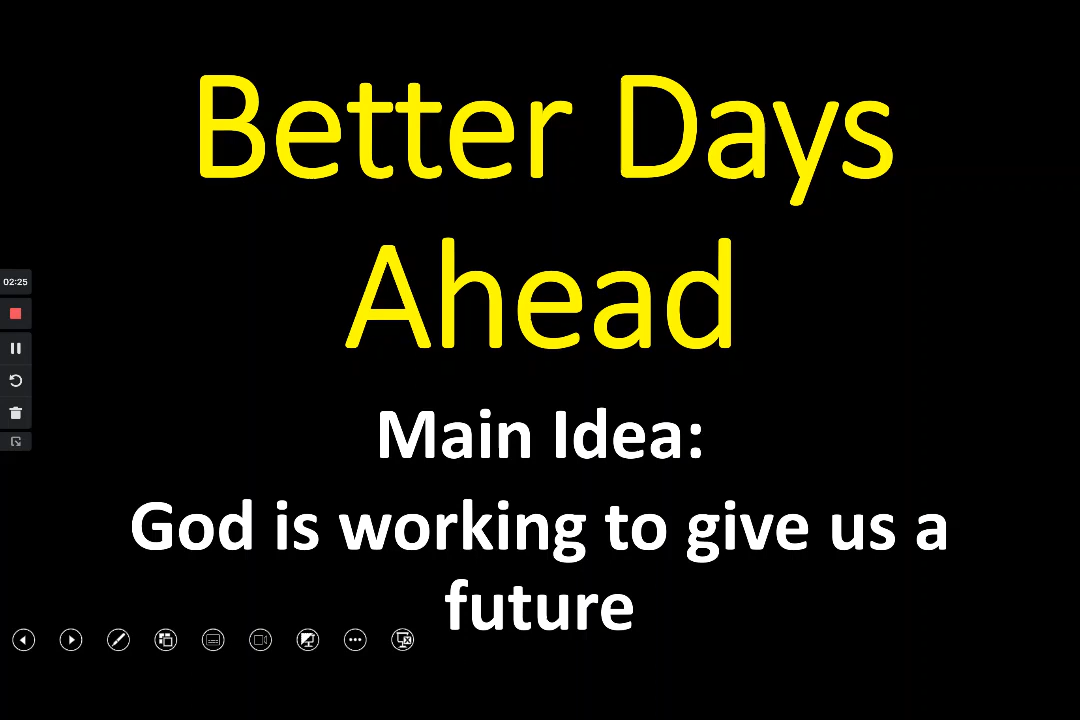 Better Days
Ahead
02:25
Main Idea:
God is working to give us a
future